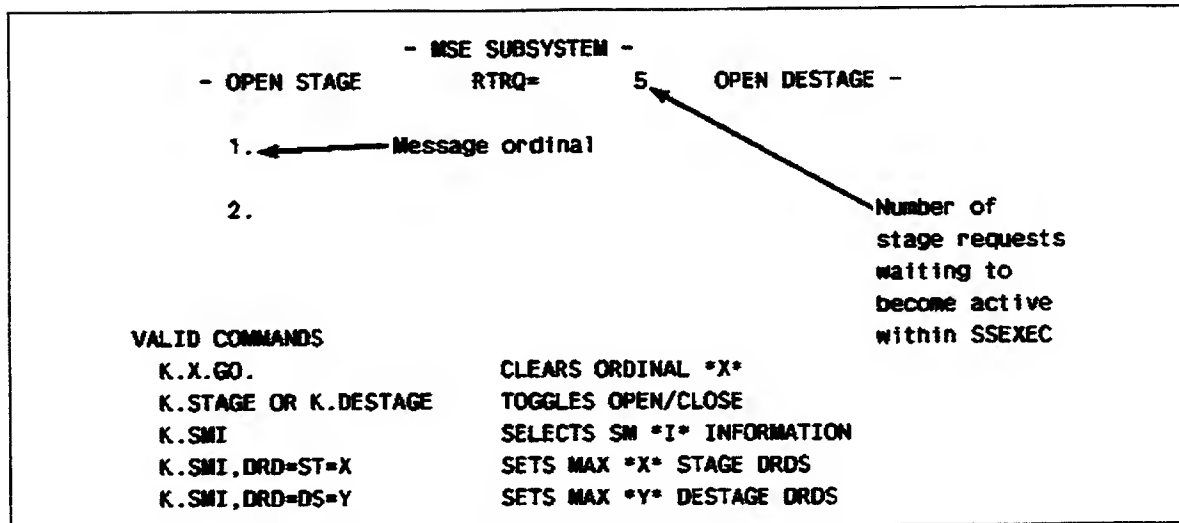 - MSE SUBSYSTEM -
- OPEN STAGE RTRQ= 5 OPEN DESTAGE -
1. Message ordinal
2.
Number of
stage requests
waiting to
become active
within SSEXEC
VALID COMMANDS
K.X.GO. CLEARS ORDINAL *X*
K.STAGE OR K.DESTAGE TOGGLES OPEN/CLOSE
K.SMI SELECTS SM *I* INFORMATION
K.SMI,DRD=ST=X SETS MAX *X* STAGE DRDS
K.SMI,DRD=DS=Y SETS MAX *Y* DESTAGE DRDS